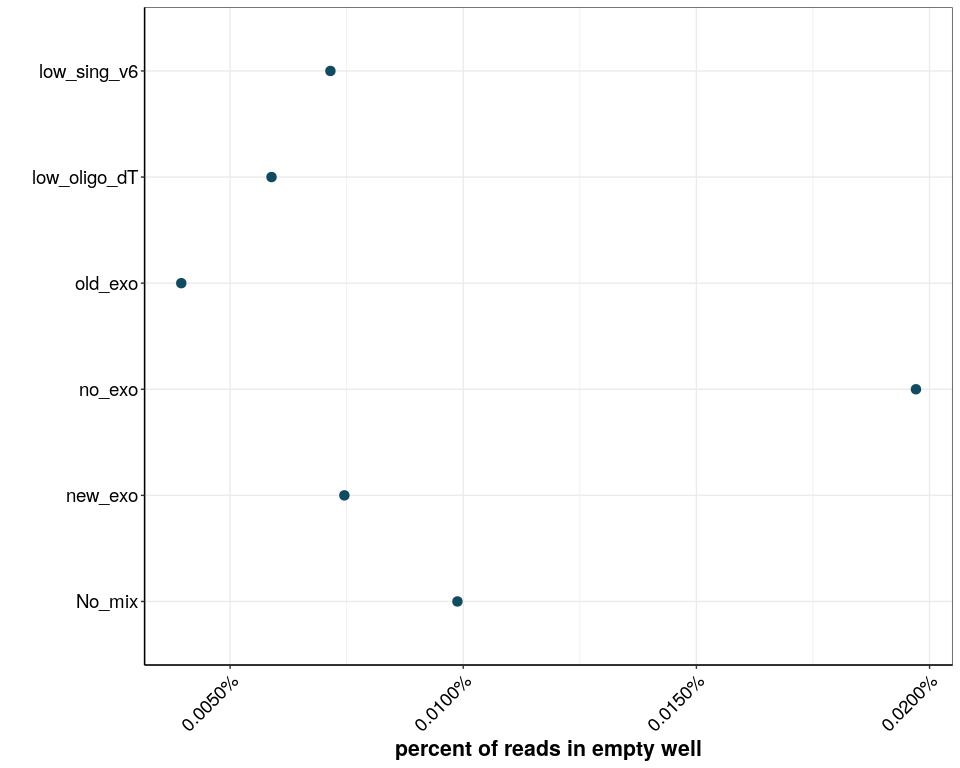 low_sing_v6
low_oligo_dT
old_exo
no_exo
new_exo
No_mix
0.0050%
0.0100%
0.0150%
0.0200%
percent of reads in empty well